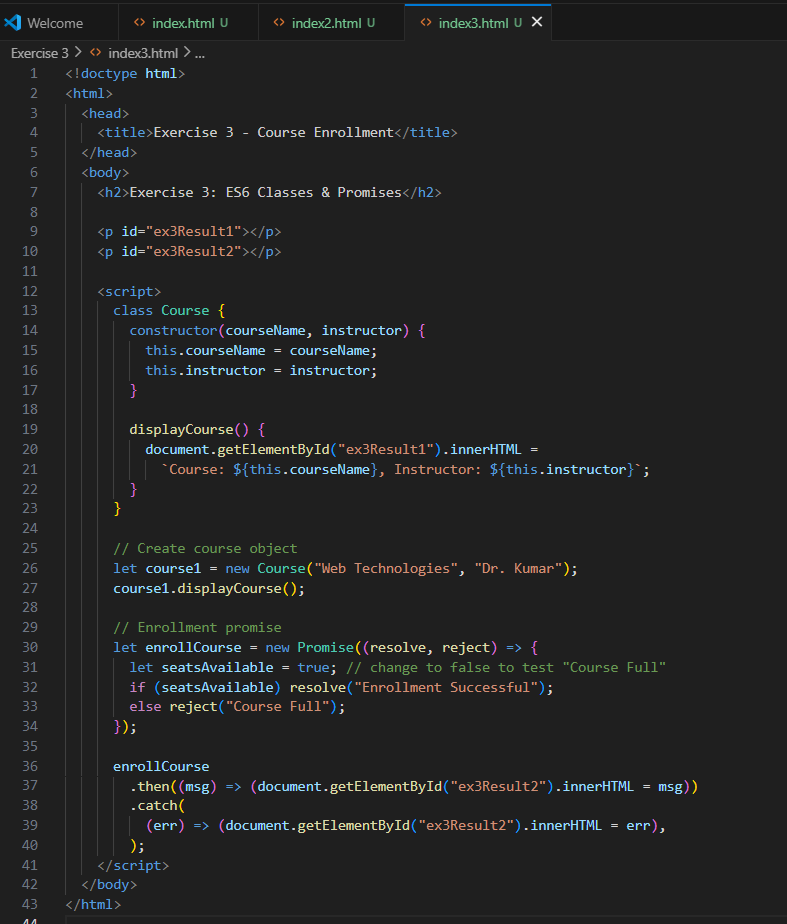 Welcome
<> index.html U
<> index2.html U
<> index3.html U ✕
Exercise 3 > <> index3.html > ...
1 <!doctype html>
2 <html>
3   <head>
4     <title>Exercise 3 - Course Enrollment</title>
5   </head>
6   <body>
7     <h2>Exercise 3: ES6 Classes & Promises</h2>
8
9     <p id="ex3Result1"></p>
10     <p id="ex3Result2"></p>
11
12     <script>
13       class Course {
14         constructor(courseName, instructor) {
15           this.courseName = courseName;
16           this.instructor = instructor;
17         }
18
19         displayCourse() {
20           document.getElementById("ex3Result1").innerHTML =
21             `Course: ${this.courseName}, Instructor: ${this.instructor}`;
22         }
23       }
24
25       // Create course object
26       let course1 = new Course("Web Technologies", "Dr. Kumar");
27       course1.displayCourse();
28
29       // Enrollment promise
30       let enrollCourse = new Promise((resolve, reject) => {
31         let seatsAvailable = true; // change to false to test "Course Full"
32         if (seatsAvailable) resolve("Enrollment Successful");
33         else reject("Course Full");
34       });
35
36       enrollCourse
37         .then((msg) => (document.getElementById("ex3Result2").innerHTML = msg))
38         .catch(
39           (err) => (document.getElementById("ex3Result2").innerHTML = err),
40         );
41     </script>
42   </body>
43 </html>
44